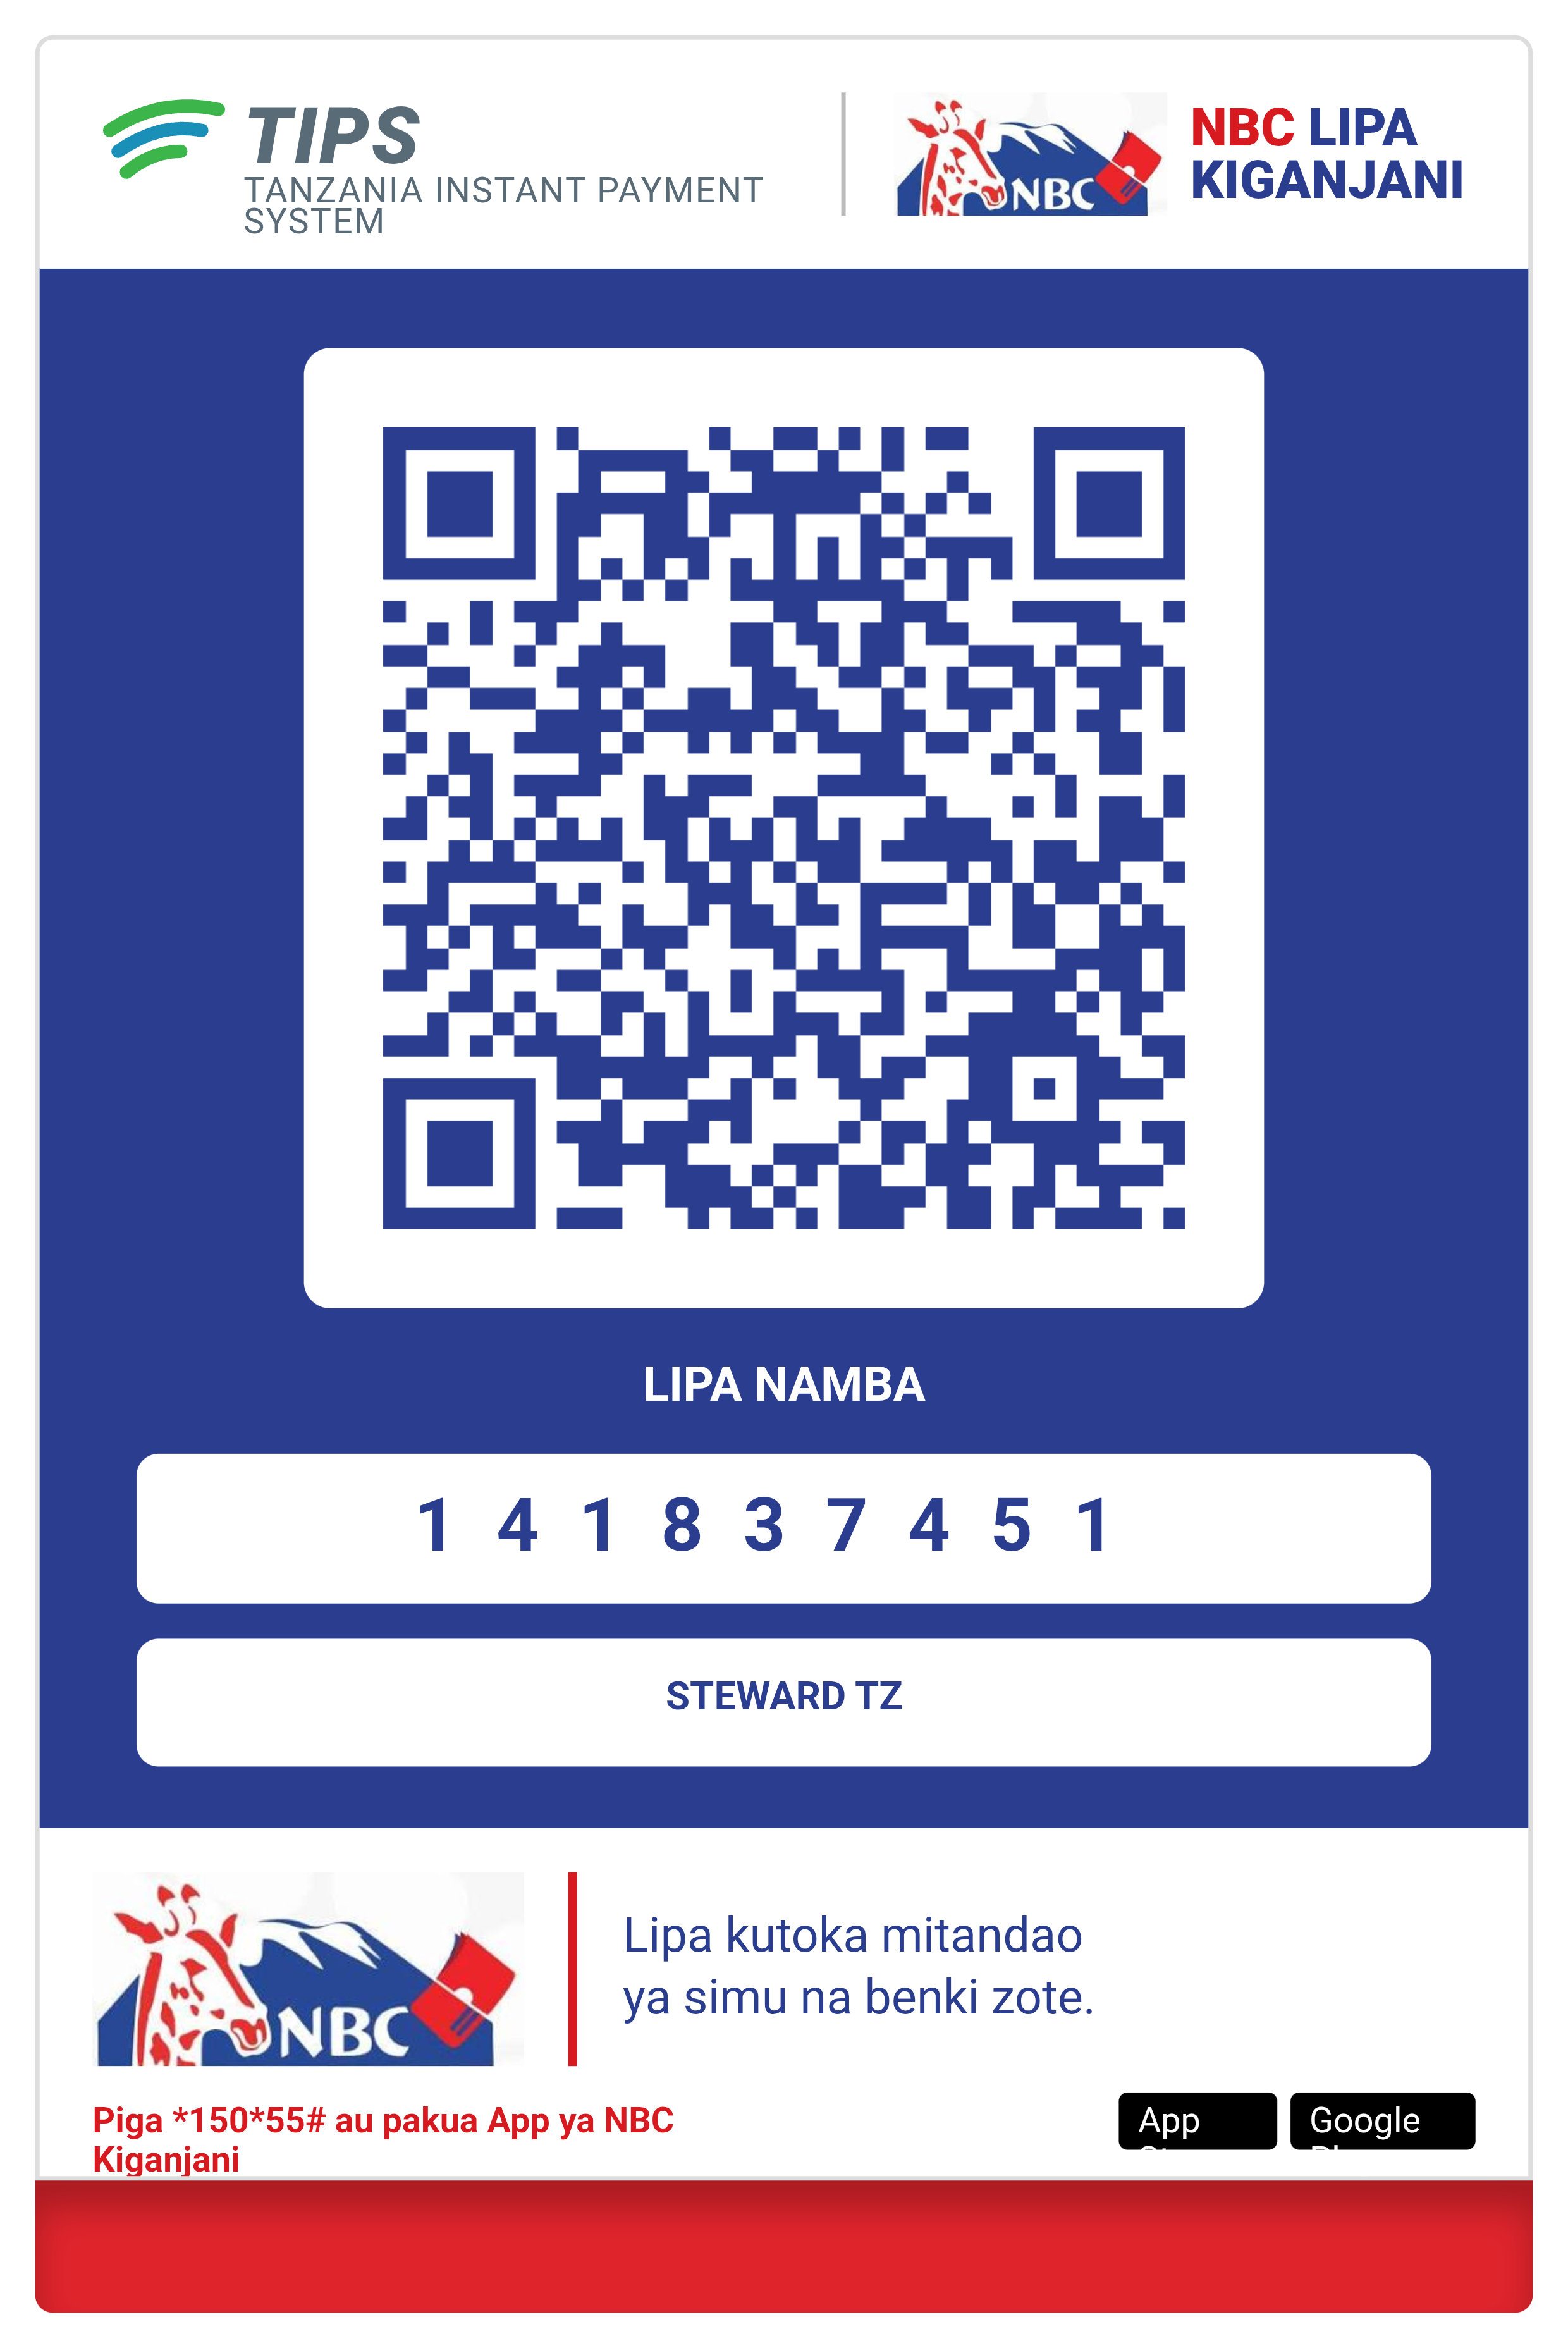 TIPS
TANZANIA INSTANT PAYMENT
SYSTEM
NBC
NBC LIPA
KIGANJANI
LIPA NAMBA
1 4 1 8 3 7 4 5 1
STEWARD TZ
NBC
Lipa kutoka mitandao
ya simu na benki zote.
Piga *150*55# au pakua App ya NBC
Kiganjani
App
Google